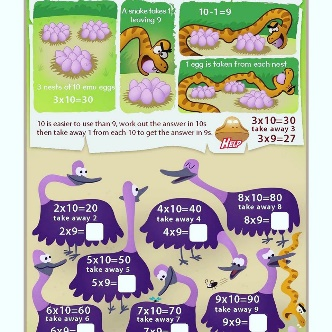 A snake takes 1
leaving 9
10-1=9
3 nests of 10 emu eggs
3x10=30
1 egg is taken from each nest
10 is easier to use than 9, work out the answer in 10s
then take away 1 from each 10 to get the answer in 9s.
HELP
3x10=30
take away 3
3x9=27
2x10=20
take away 2
2x9=
4x10=40
take away 4
4x9=
8x10=80
take away 8
8x9=
5x10=50
take away 5
5x9=
6x10=60
take away 6
6x9=
7x10=70
take away 7
7x9=
9x10=90
take away 9
9x9=